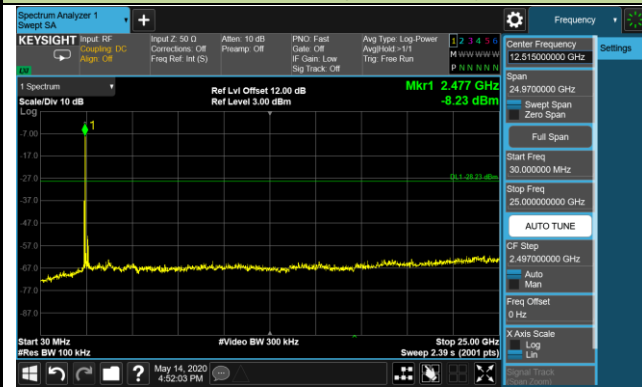 Spectrum Analyzer 1
Swept SA
Frequency
KEYSIGHT
Input: RF
Coupling: DC
Align: Off
Input Z: 50 Ω
Corrections: Off
Freq Ref: Int (S)
Atten: 10 dB
Preamp: Off
PNO: Fast
Gate: Off
IF Gain: Low
Sig Track: Off
Avg Type: Log-Power
Avg|Hold:>1/1
Trig: Free Run
1 2 3 4 5 6
M W W W W W
P N N N N N
1 Spectrum
Scale/Div 10 dB
Log
Ref Lvl Offset 12.00 dB
Ref Level 3.00 dBm
Mkr1 2.477 GHz
-8.23 dBm
1
-7.00
-17.0
-27.0
-37.0
-47.0
-57.0
-67.0
-77.0
-87.0
DL1 -28.23 dBm
Start 30 MHz
#Res BW 100 kHz
#Video BW 300 kHz
Stop 25.00 GHz
Sweep 2.39 s (2001 pts)
May 14, 2020
4:52:03 PM
Center Frequency
12.515000000 GHz
Settings
Span
24.9700000 GHz
Swept Span
Zero Span
Full Span
Start Freq
30.000000 MHz
Stop Freq
25.000000000 GHz
AUTO TUNE
CF Step
2.497000000 GHz
Auto
Man
Freq Offset
0 Hz
X Axis Scale
Log
Lin
Signal Track
(Span Zoom)